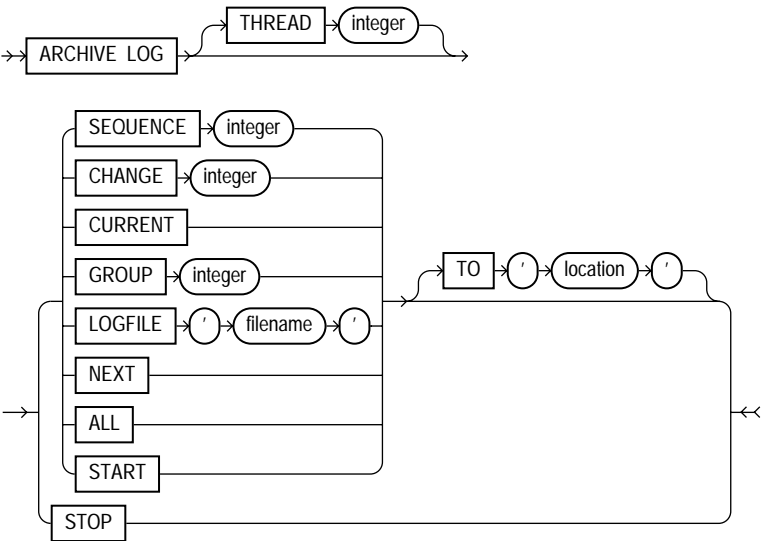 THREAD integer
ARCHIVE LOG
SEQUENCE integer
CHANGE integer
CURRENT
GROUP integer
TO ' location '
LOGFILE ' filename '
NEXT
ALL
START
STOP